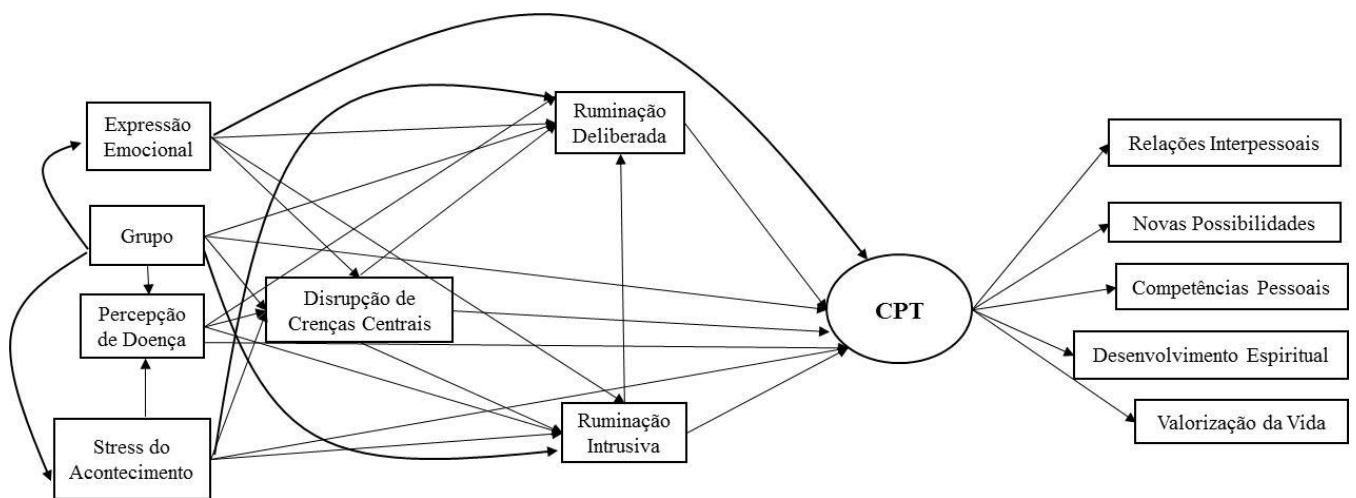 Expressão
Emocional
Grupo
Percepção
de Doença
Stress do
Acontecimento
Disrupção de
Crenças Centrais
Ruminação
Deliberada
Ruminação
Intrusiva
CPT
Relações Interpessoais
Novas Possibilidades
Competências Pessoais
Desenvolvimento Espiritual
Valorização da Vida